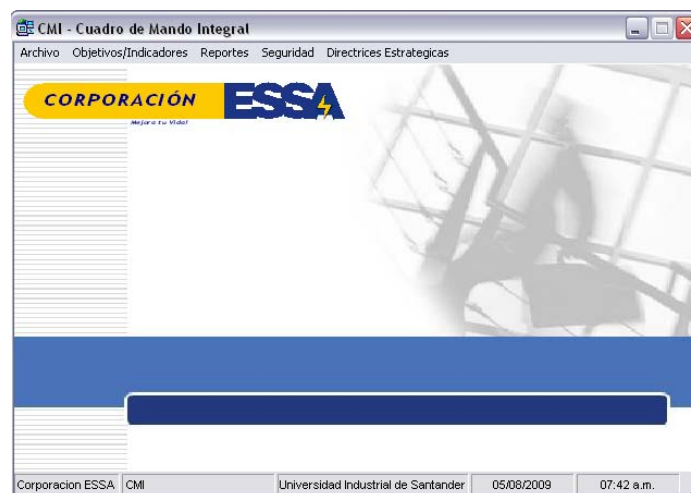 CMI - Cuadro de Mando Integral
Archivo Objetivos/Indicadores Reportes Seguridad Directrices Estrategicas
CORPORACIÓN ESSA
Mejora tu Vida!
Corporacion ESSA CMI Universidad Industrial de Santander 05/08/2009 07:42 a.m.